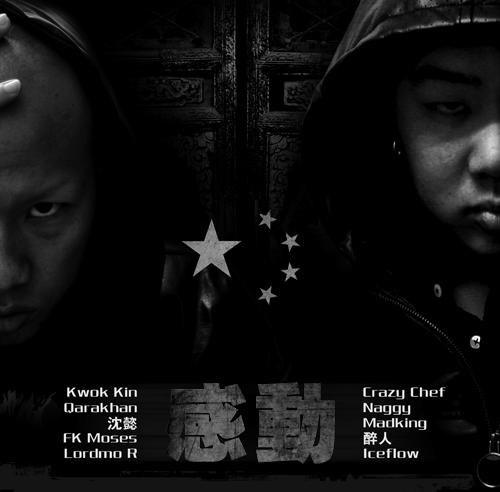 Kwok Kin
Qarakhan
沈懿
FK Moses
Lordmo R
感動
Crazy Chef
Naggy
Madking
醉人
Iceflow